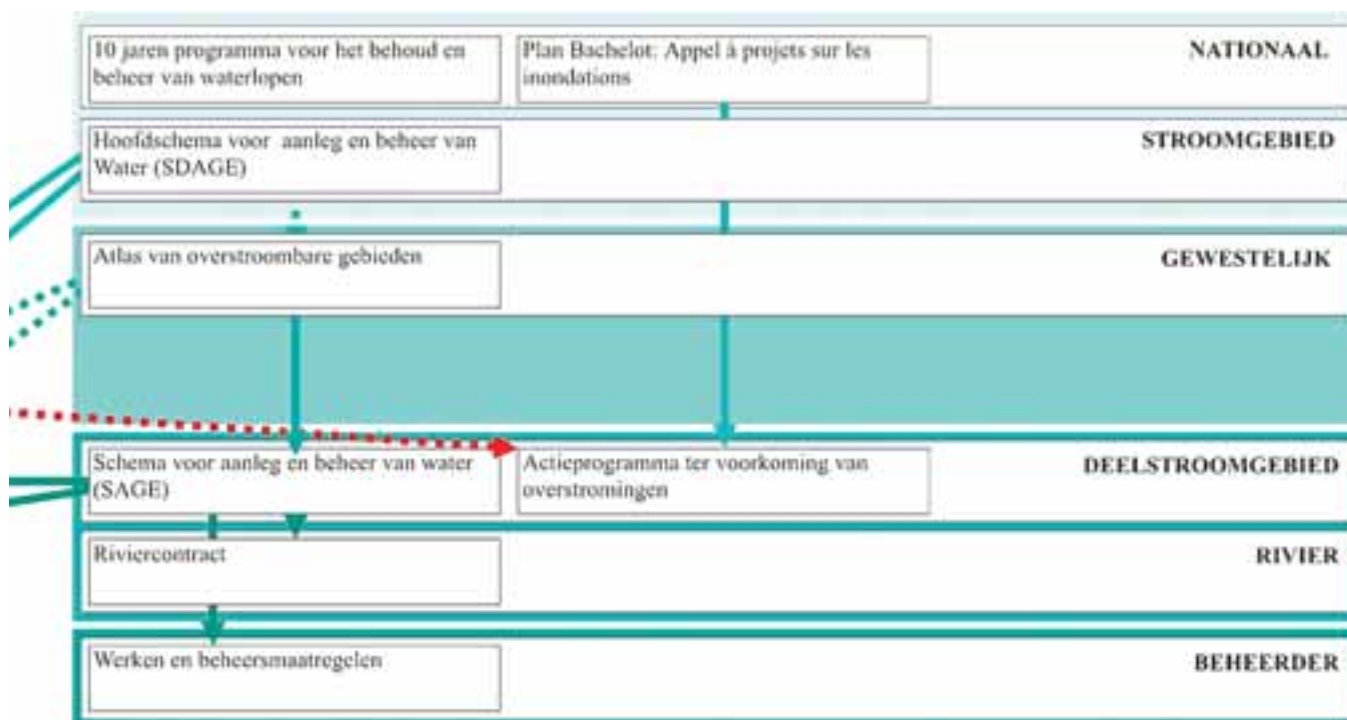 10 jaren programma voor het behoud en
beheer van waterlopen
Plan Bachelot: Appel à projets sur les
inondations
NATIONAAL
Hoofdschema voor aanleg en beheer van
Water (SDAGE)
STROOMGEBIED
Atlas van overstroombare gebieden
GEWESTELIJK
Schema voor aanleg en beheer van water
(SAGE)
Actieprogramma ter voorkoming van
overstromingen
DEELSTROOMGEBIED
Riviercontract
RIVIER
Werken en beheersmaatregelen
BEHEERDER